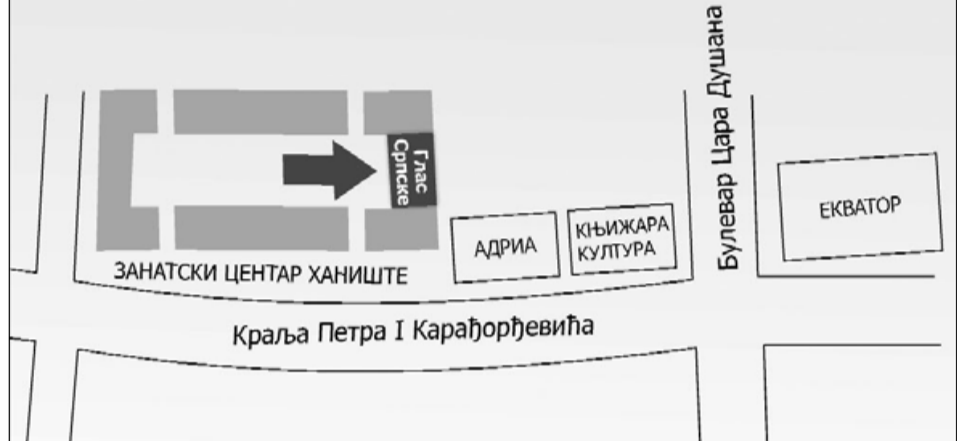 Булевар Цара Душана
Глас
Српске
ЕКВАТОР
АДРИА
КЊИЖАРА
КУЛТУРА
ЗАНАТСКИ ЦЕНТАР ХАНИШТЕ
Краља Петра I Карађорђевића